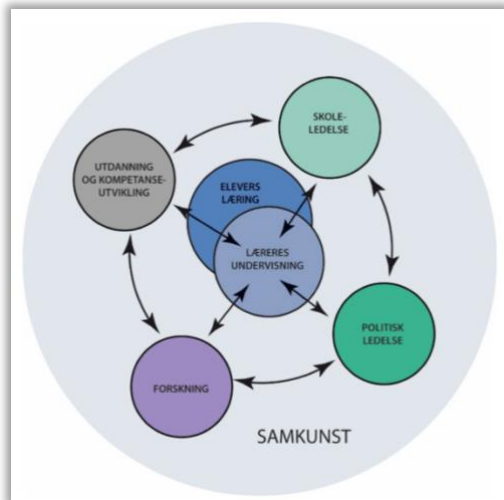 SKOLE-
LEDELSE
UTDANNING
OG KOMPETANSE-
UTVIKLING
ELEVERS
LÆRING
LÆRERES
UNDERVISNING
POLITISK
LEDELSE
FORSKNING
SAMKUNST